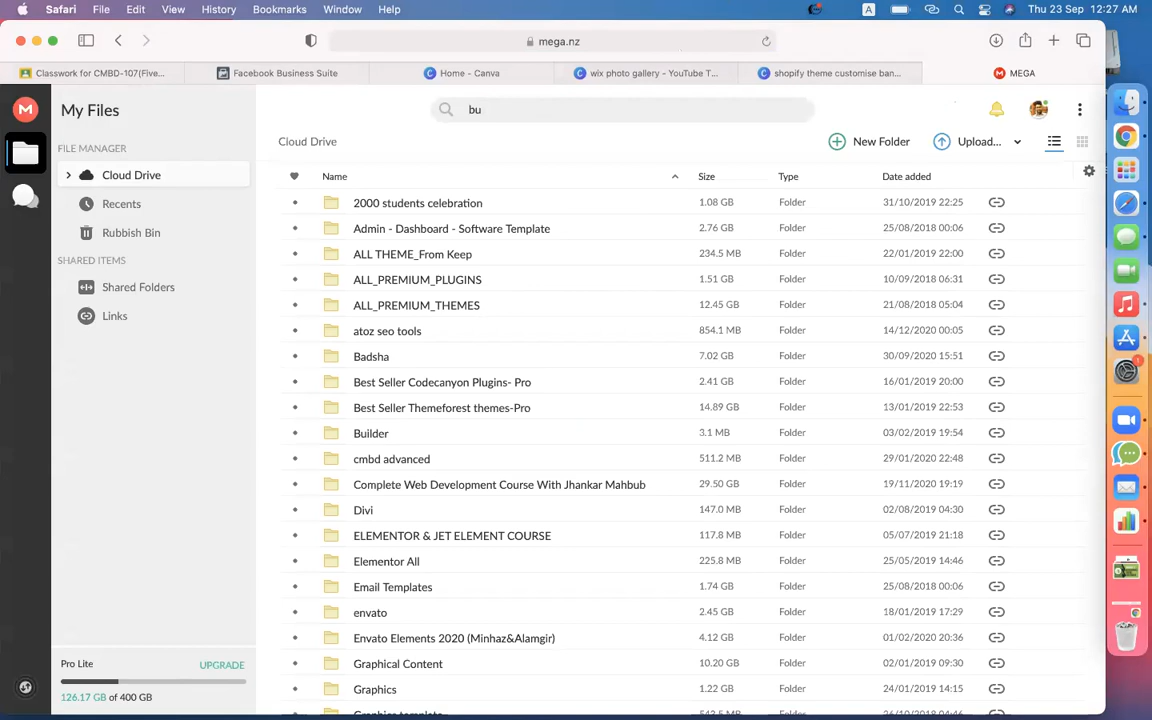 Safari File Edit View History Bookmarks Window Help A Thu 23 Sep 12:27 AM
mega.nz
Classwork for CMBD-107(Five... Facebook Business Suite Home - Canva wix photo gallery - YouTube T... shopify theme customise ban... MEGA
My Files
bu
FILE MANAGER
Cloud Drive
Recents
Rubbish Bin
SHARED ITEMS
Shared Folders
Links
Pro Lite UPGRADE
126.17 GB of 400 GB
Cloud Drive New Folder Upload...
Name Size Type Date added
2000 students celebration 1.08 GB Folder 31/10/2019 22:25
Admin - Dashboard - Software Template 2.76 GB Folder 25/08/2018 00:06
ALL THEME_From Keep 234.5 MB Folder 22/01/2019 22:00
ALL_PREMIUM_PLUGINS 1.51 GB Folder 10/09/2018 06:31
ALL_PREMIUM_THEMES 12.45 GB Folder 21/08/2018 05:04
atoz seo tools 854.1 MB Folder 14/12/2020 00:05
Badsha 7.02 GB Folder 30/09/2020 15:51
Best Seller Codecanyon Plugins- Pro 2.41 GB Folder 16/01/2019 20:00
Best Seller Themeforest themes-Pro 14.89 GB Folder 13/01/2019 22:53
Builder 3.1 MB Folder 03/02/2019 19:54
cmbd advanced 511.2 MB Folder 29/01/2020 22:48
Complete Web Development Course With Jhankar Mahbub 29.50 GB Folder 19/11/2020 19:19
Divi 147.0 MB Folder 02/08/2019 04:30
ELEMENTOR & JET ELEMENT COURSE 117.8 MB Folder 05/07/2019 21:18
Elementor All 225.8 MB Folder 25/05/2019 14:46
Email Templates 1.74 GB Folder 25/08/2018 00:06
envato 2.45 GB Folder 18/01/2019 17:29
Envato Elements 2020 (Minhaz&Alamgir) 4.12 GB Folder 01/02/2020 20:36
Graphical Content 10.20 GB Folder 02/01/2019 09:30
Graphics 1.22 GB Folder 24/01/2019 14:15